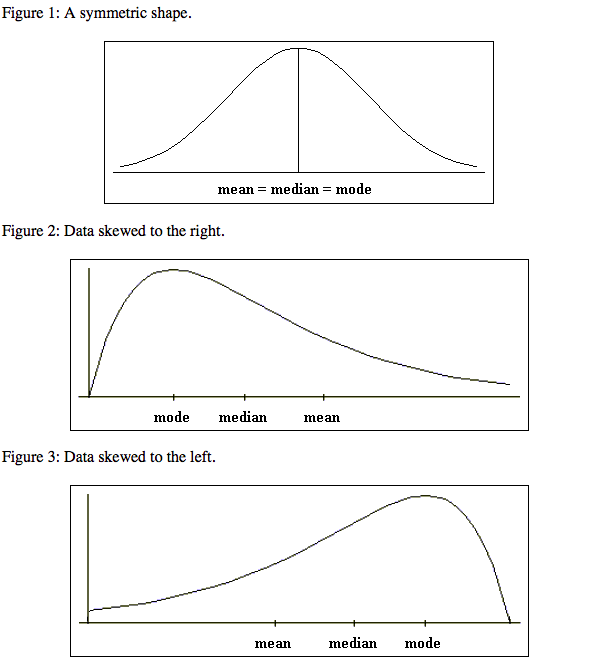 Figure 1: A symmetric shape.
mean = median = mode
Figure 2: Data skewed to the right.
mode median mean
Figure 3: Data skewed to the left.
mean median mode